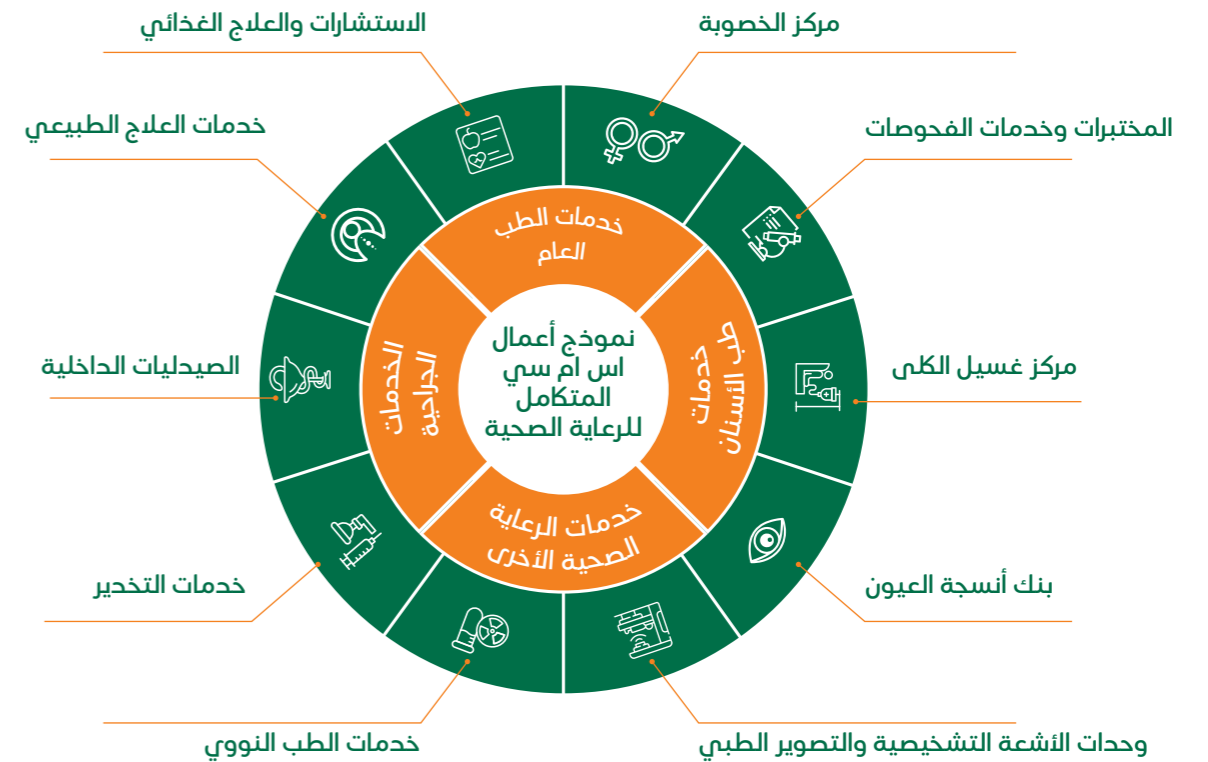 مركز الخصوبة
الاستشارات والعلاج الغذائي
المختبرات وخدمات الفحوصات
خدمات العلاج الطبيعي
خدمات الطب
العام
نموذج أعمال
اس ام سي
المتكامل
للرعاية الصحية
خدمات
طب الأسنان
الخدمات
الجراحية
خدمات الرعاية
الصحية الأخرى
مركز غسيل الكلى
الصيدليات الداخلية
بنك أنسجة العيون
خدمات التخدير
وحدات الأشعة التشخيصية والتصوير الطبي
خدمات الطب النووي